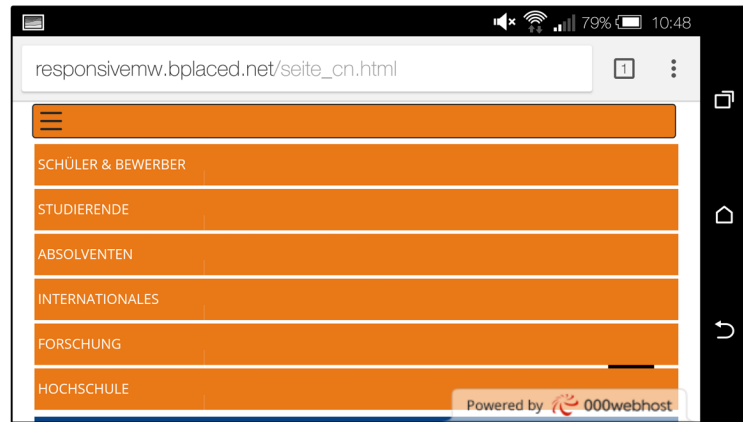 79% 10:48
responsivemw.bplaced.net/seite_cn.html 1
SCHÜLER & BEWERBER
STUDIERENDE
ABSOLVENTEN
INTERNATIONALES
FORSCHUNG
HOCHSCHULE
Powered by 000webhost